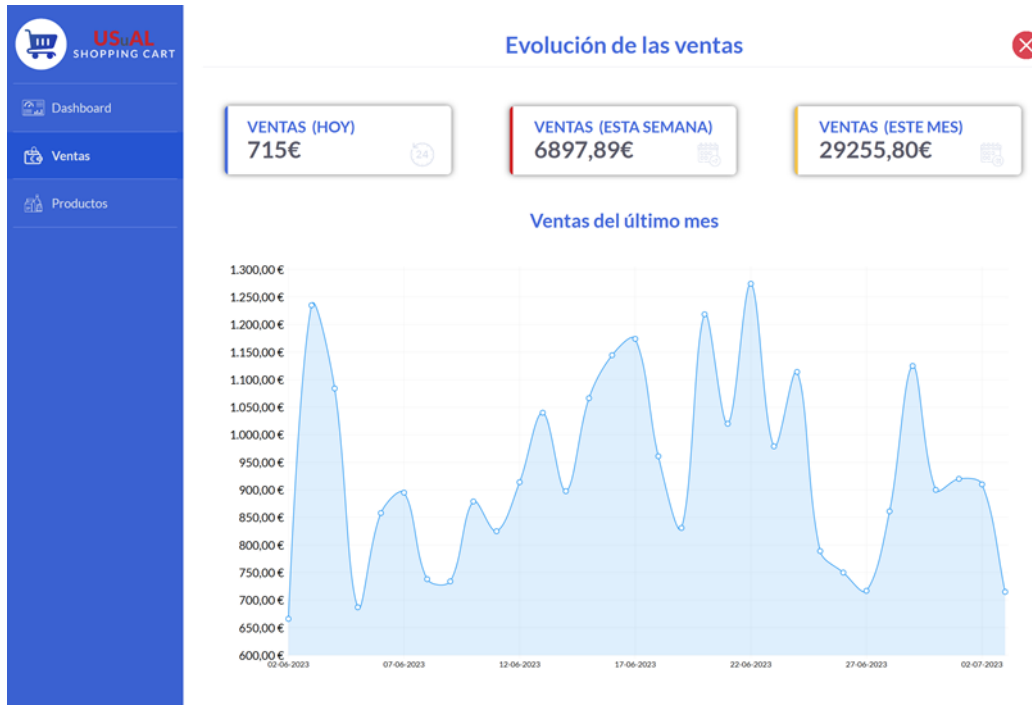 USuAL
SHOPPING CART
Dashboard
Ventas
Productos
Evolución de las ventas
VENTAS (HOY)
715€
24
VENTAS (ESTA SEMANA)
6897,89€
VENTAS (ESTE MES)
29255,80€
Ventas del último mes
1.300,00 €
1.250,00 €
1.200,00 €
1.150,00 €
1.100,00 €
1.050,00 €
1.000,00 €
950,00 €
900,00 €
850,00 €
800,00 €
750,00 €
700,00 €
650,00 €
600,00 €
02-06-2023 07-06-2023 12-06-2023 17-06-2023 22-06-2023 27-06-2023 02-07-2023